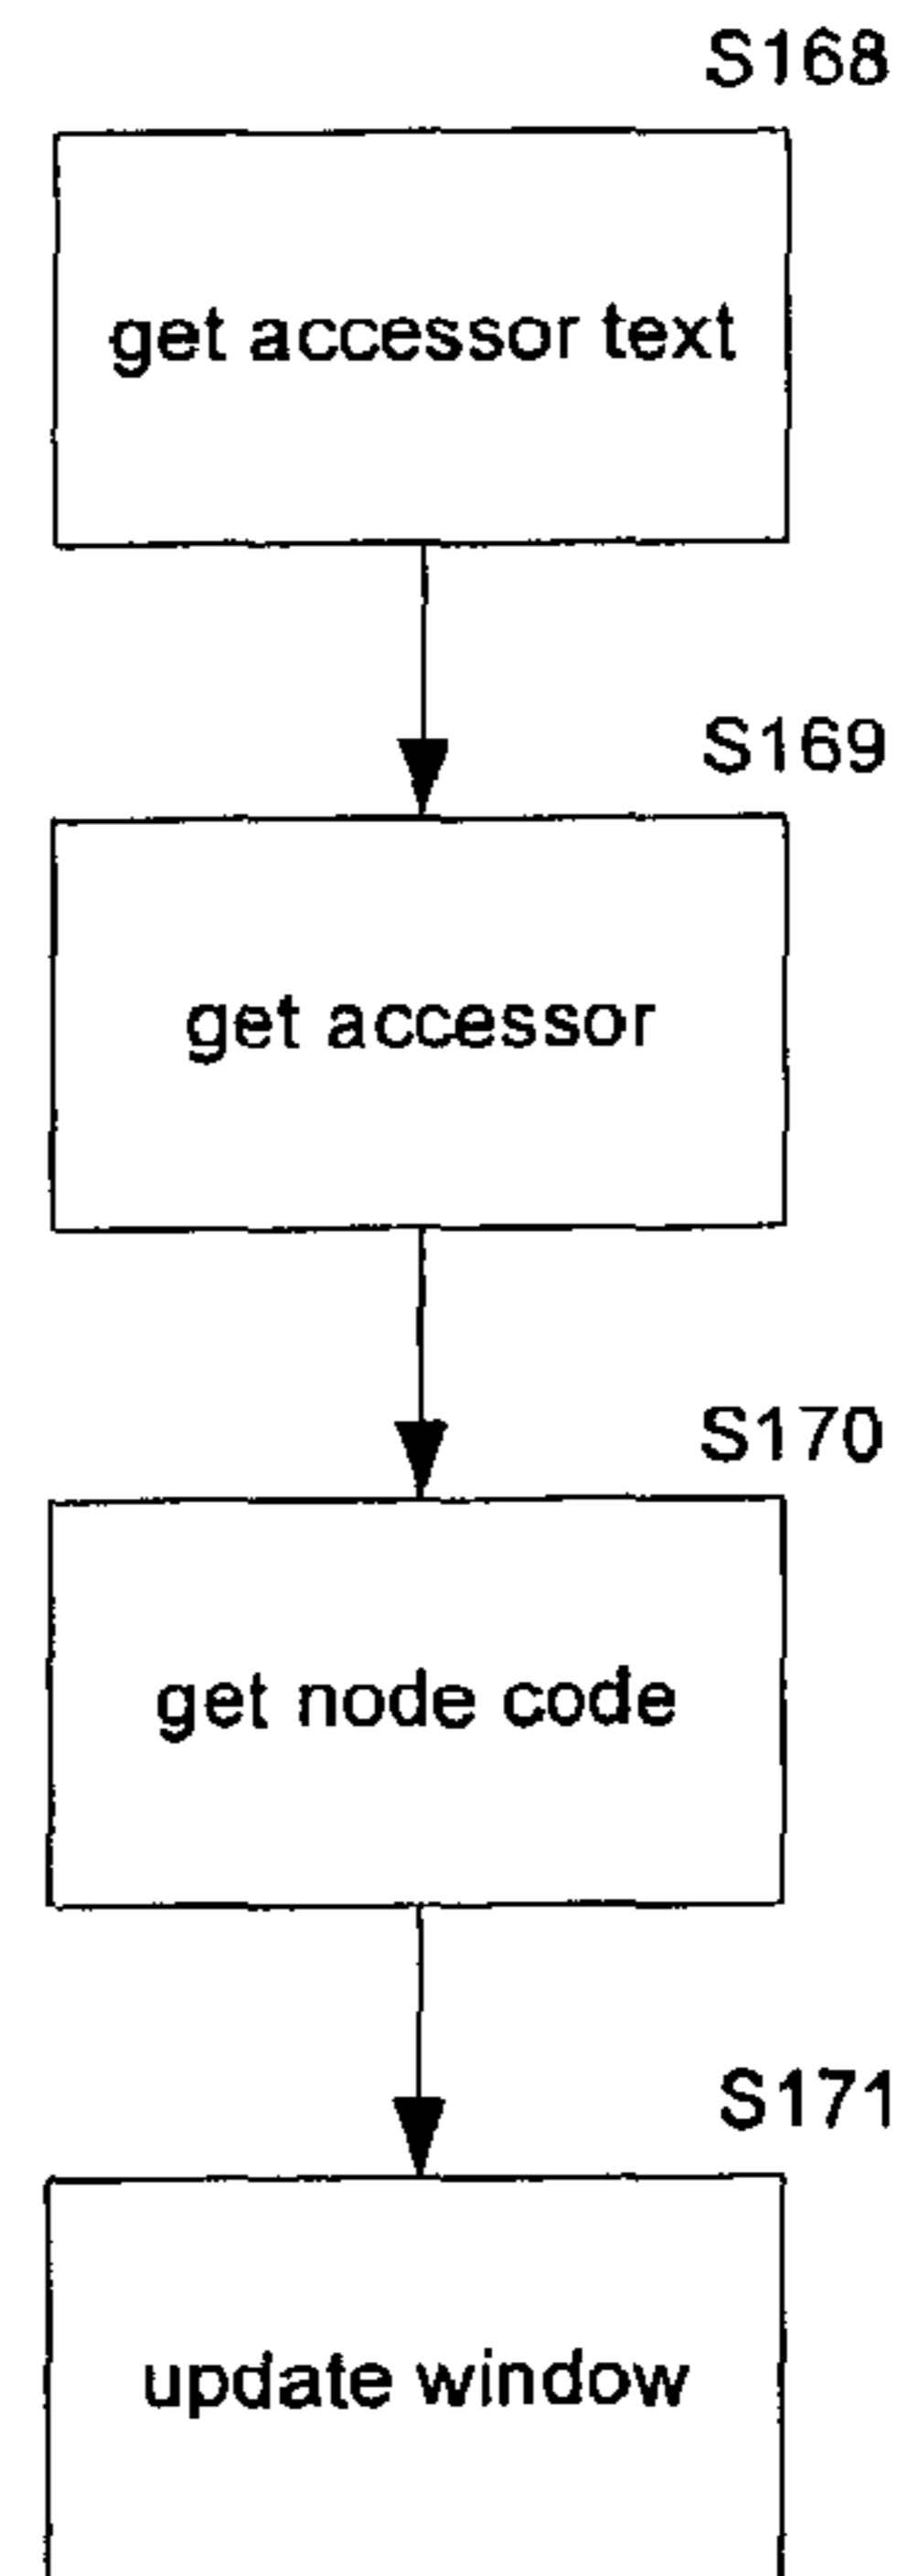 S168
get accessor text
S169
get accessor
S170
get node code
S171
update window